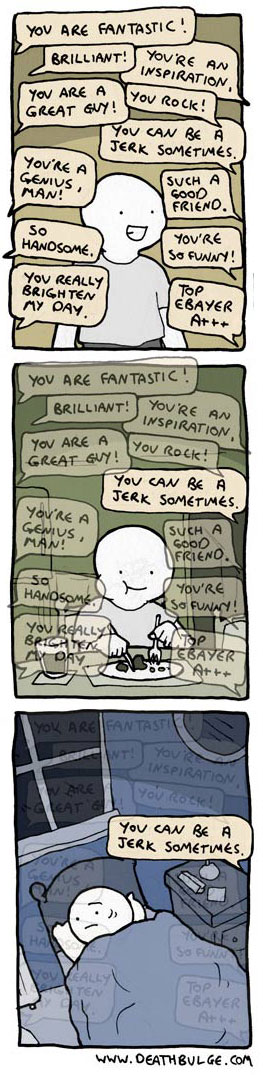 YOU ARE FANTASTIC!
BRILLIANT!
YOU'RE AN
INSPIRATION.
YOU ARE A
GREAT GUY!
YOU ROCK!
YOU CAN BE A
JERK SOMETIMES.
YOU'RE A
GENIUS,
MAN!
SUCH A
GOOD
FRIEND.
SO
HANDSOME.
YOU'RE
SO FUNNY!
YOU REALLY
BRIGHTEN
MY DAY.
TOP
EBAYER
A+++
YOU ARE FANTASTIC!
BRILLIANT!
YOU'RE AN
INSPIRATION.
YOU ARE A
GREAT GUY!
YOU ROCK!
YOU CAN BE A
JERK SOMETIMES.
YOU'RE A
GENIUS,
MAN!
SUCH A
GOOD
FRIEND.
SO
HANDSOME.
YOU'RE
SO FUNNY!
YOU REALLY
BRIGHTEN
MY DAY
TOP
EBAYER
A+++
YOU ARE FANTASTIC!
BRILLIANT!
YOU'RE AN
INSPIRATION.
YOU ARE A
GREAT GUY!
YOU ROCK!
YOU CAN BE A
JERK SOMETIMES.
YOU'RE A
SO
HANDSOME.
YOU'RE
SO FUNNY!
YOU REALLY
BRIGHTEN
MY DAY
TOP
EBAYER
A+++
WWW.DEATHBULGE.COM